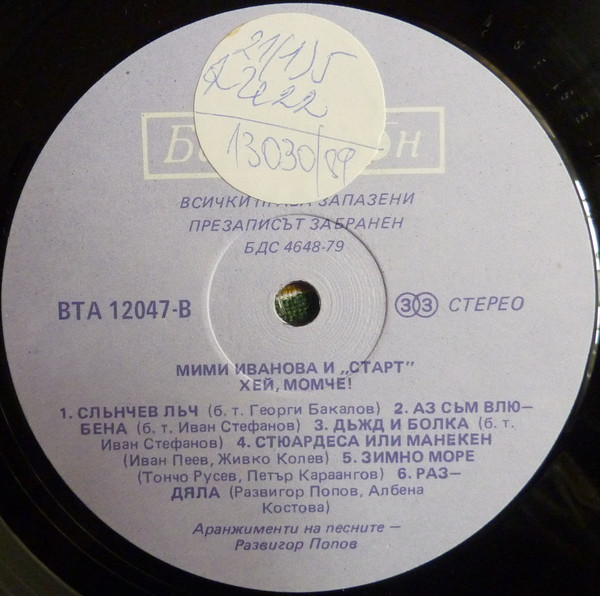 21(1)5
13030/89
ВСИЧКИ ПРАВА ЗАПАЗЕНИ
ПРЕЗАПИСЪТ ЗАБРАНЕН
БДС 4648-79
ВТА 12047-В
33 СТЕРЕО
МИМИ ИВАНОВА И „СТАРТ"
ХЕЙ, МОМЧЕ!
1. СЛЪНЧЕВ ЛЪЧ (б. т. Георги Бакалов) 2. АЗ СЪМ ВЛЮ–
БЕНА (б. т. Иван Стефанов) 3. ДЪЖД И БОЛКА (б. т.
Иван Стефанов) 4. СТЮАРДЕСА ИЛИ МАНЕКЕН
(Иван Пеев, Живко Колев) 5. ЗИМНО МОРЕ
(Тончо Русев, Петър Караангов) 6. РАЗ–
ДЯЛА (Развигор Попов, Албена
Костова)
Аранжименти на песните –
Развигор Попов